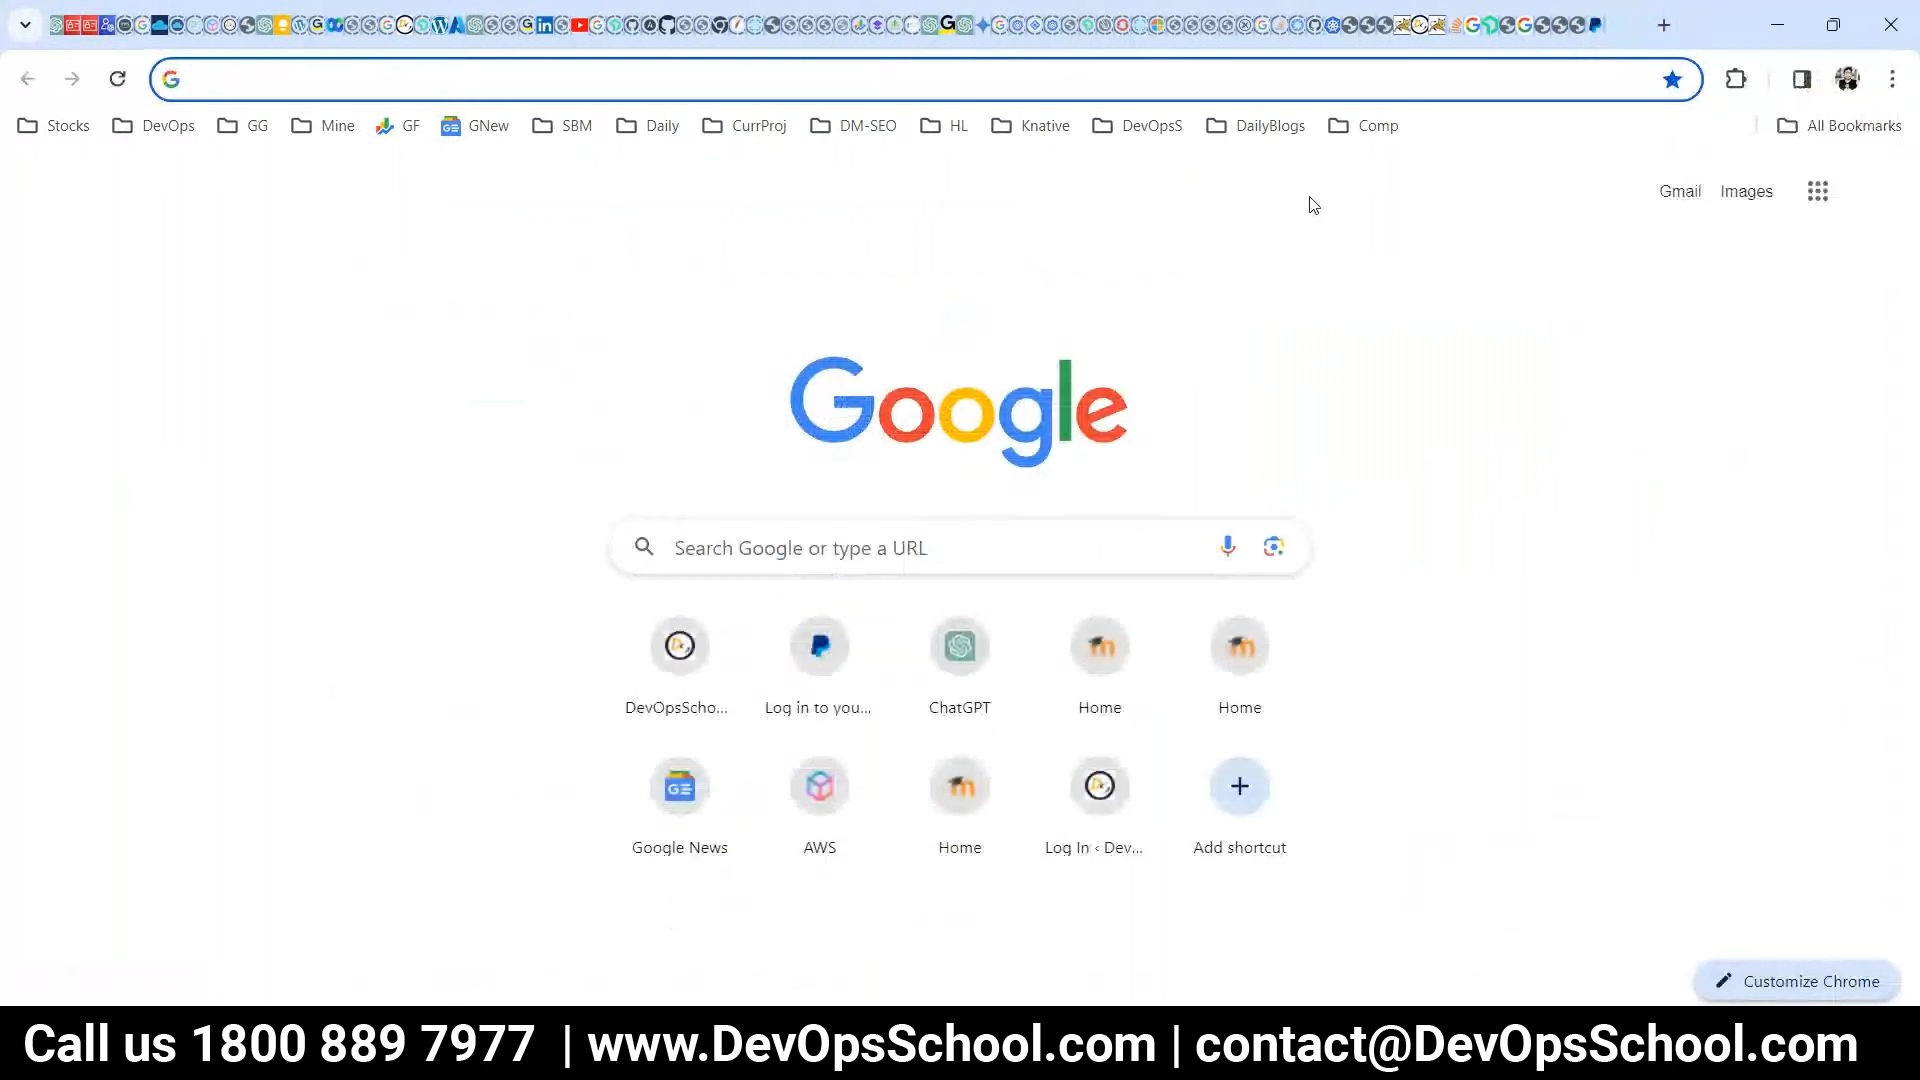 Stocks DevOps GG Mine GF GNew SBM Daily CurrProj DM-SEO HL Knative DevOpsS DailyBlogs Comp All Bookmarks
Gmail Images
Google
Search Google or type a URL
DevOpsScho... Log in to you... ChatGPT Home Home
Google News AWS Home Log In ‹ Dev... Add shortcut
Customize Chrome
Call us 1800 889 7977 | www.DevOpsSchool.com | contact@DevOpsSchool.com